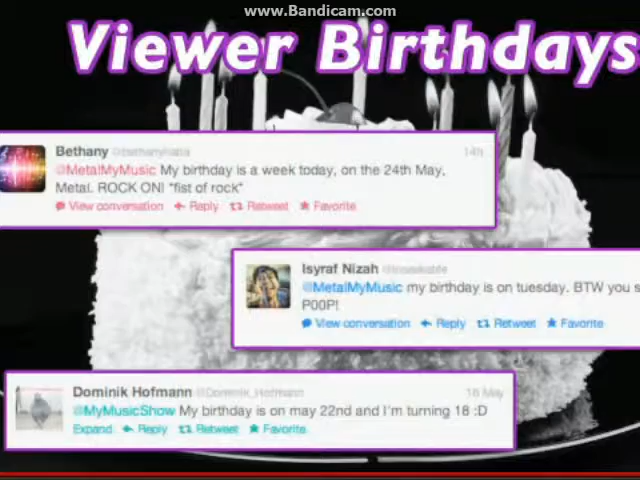 www.Bandicam.com
Viewer Birthdays
Bethany 14h
@MetalMyMusic My birthday is a week today, on the 24th May,
Metal. ROCK ON! *fist of rock*
View conversation Reply Retweet Favorite
Isyraf Nizah
@MetalMyMusic my birthday is on tuesday. BTW you s
P00P!
View conversation Reply Retweet Favorite
Dominik Hofmann @Dominik_Hofmann 16 May
@MyMusicShow My birthday is on may 22nd and I'm turning 18 :D
Expand Reply Retweet Favorite